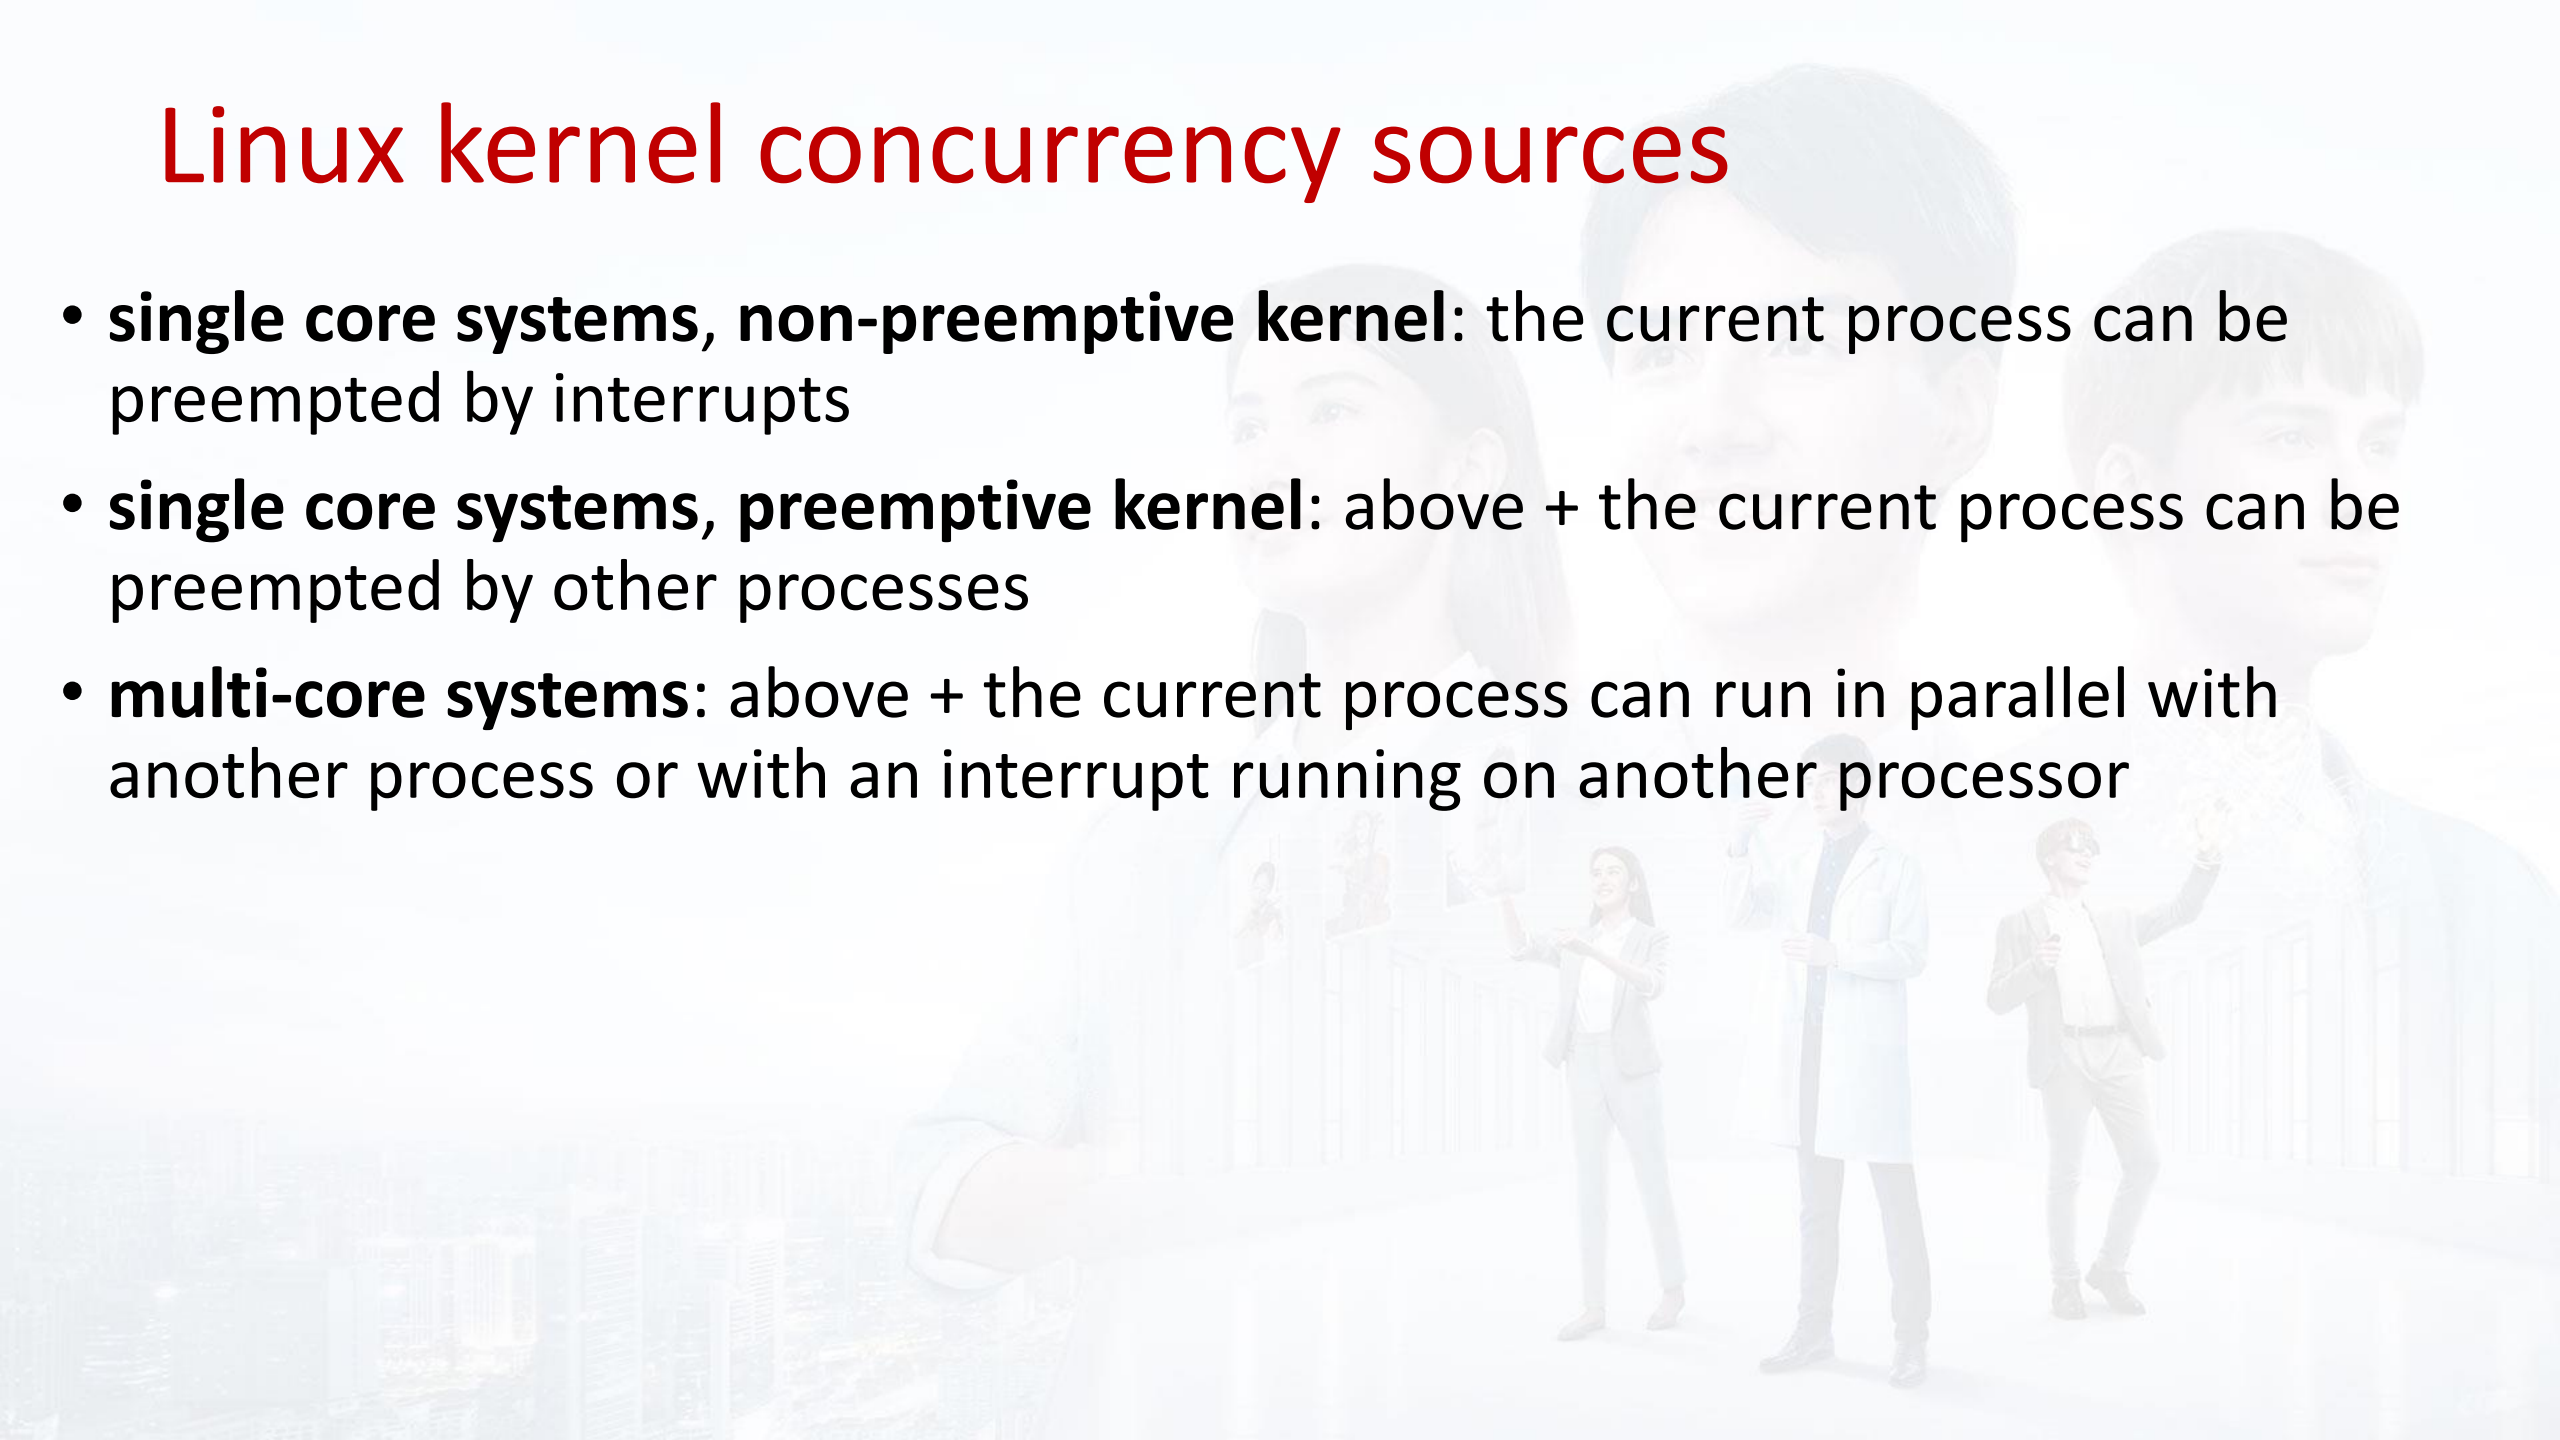 Linux kernel concurrency sources
• single core systems, non-preemptive kernel: the current process can be
preempted by interrupts
• single core systems, preemptive kernel: above + the current process can be
preempted by other processes
• multi-core systems: above + the current process can run in parallel with
another process or with an interrupt running on another processor